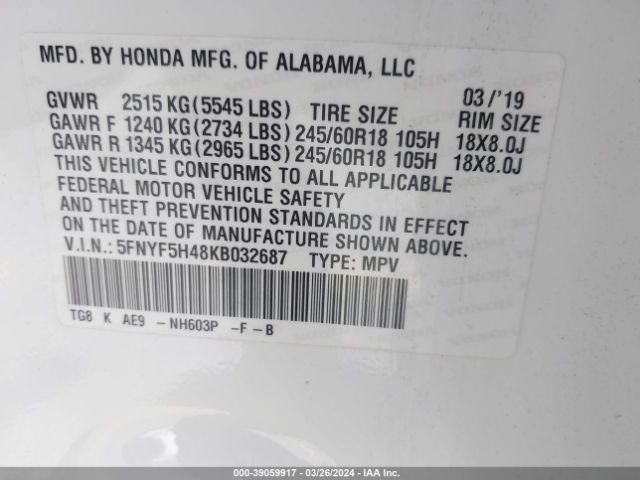 MFD. BY HONDA MFG. OF ALABAMA, LLC
03/'19
GVWR 2515 KG (5545 LBS) TIRE SIZE RIM SIZE
GAWR F 1240 KG (2734 LBS) 245/60R18 105H 18X8.0J
GAWR R 1345 KG (2965 LBS) 245/60R18 105H 18X8.0J
THIS VEHICLE CONFORMS TO ALL APPLICABLE
FEDERAL MOTOR VEHICLE SAFETY
AND THEFT PREVENTION STANDARDS IN EFFECT
ON THE DATE OF MANUFACTURE SHOWN ABOVE.
V.I.N.: 5FNYF5H48KB032687 TYPE: MPV
TG8 K AE9 - NH603P -F-B
000-39059917 - 03/26/2024 - IAA Inc.